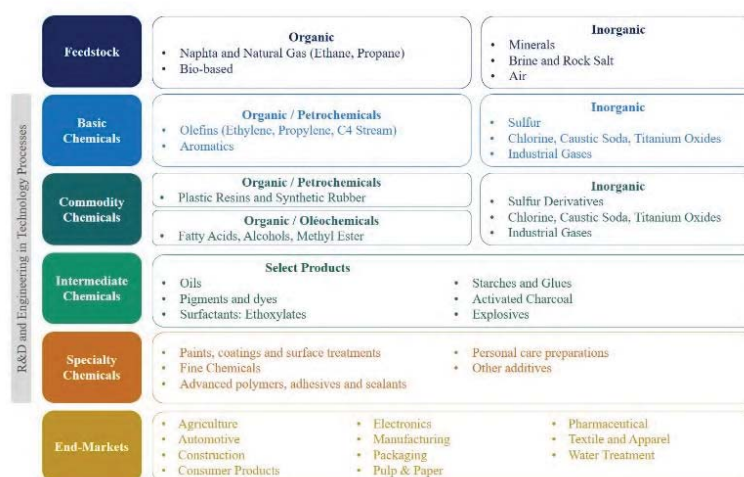 R&D and Engineering in Technology Processes
Feedstock
Organic
• Naphta and Natural Gas (Ethane, Propane)
• Bio-based
Inorganic
• Minerals
• Brine and Rock Salt
• Air
Basic
Chemicals
Organic / Petrochemicals
• Olefins (Ethylene, Propylene, C4 Stream)
• Aromatics
Inorganic
• Sulfur
• Chlorine, Caustic Soda, Titanium Oxides
• Industrial Gases
Commodity
Chemicals
Organic / Petrochemicals
• Plastic Resins and Synthetic Rubber
Organic / Oleochemicals
• Fatty Acids, Alcohols, Methyl Ester
Inorganic
• Sulfur Derivatives
• Chlorine, Caustic Soda, Titanium Oxides
• Industrial Gases
Intermediate
Chemicals
Select Products
• Oils
• Pigments and dyes
• Surfactants: Ethoxylates
• Starches and Glues
• Activated Charcoal
• Explosives
Specialty
Chemicals
• Paints, coatings and surface treatments
• Fine Chemicals
• Advanced polymers, adhesives and sealants
• Personal care preparations
• Other additives
End-Markets
• Agriculture
• Automotive
• Construction
• Consumer Products
• Electronics
• Manufacturing
• Packaging
• Pulp & Paper
• Pharmaceutical
• Textile and Apparel
• Water Treatment